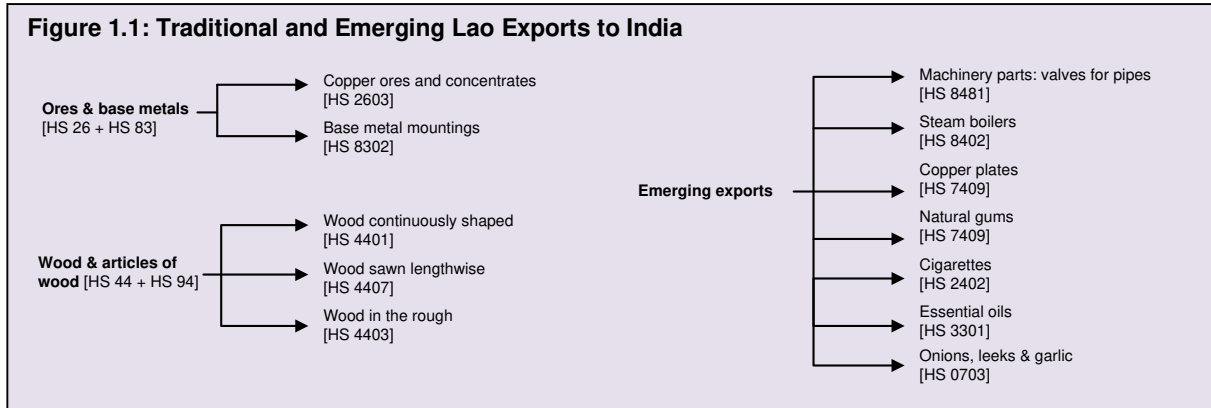 Figure 1.1: Traditional and Emerging Lao Exports to India
Ores & base metals
[HS 26 + HS 83]
Copper ores and concentrates
[HS 2603]
Base metal mountings
[HS 8302]
Wood & articles of
wood [HS 44 + HS 94]
Wood continuously shaped
[HS 4401]
Wood sawn lengthwise
[HS 4407]
Wood in the rough
[HS 4403]
Emerging exports
Machinery parts: valves for pipes
[HS 8481]
Steam boilers
[HS 8402]
Copper plates
[HS 7409]
Natural gums
[HS 7409]
Cigarettes
[HS 2402]
Essential oils
[HS 3301]
Onions, leeks & garlic
[HS 0703]